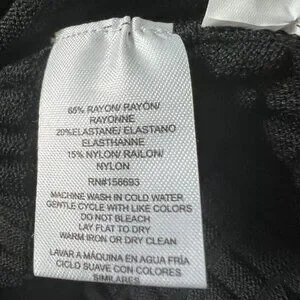 65% RAYON/ RAYÓN/
RAYONNE
20%ELASTANE/ ELASTANO
ELASTHANNE
15% NYLON/ RAILON/
NYLON
RN#158693
MACHINE WASH IN COLD WATER
GENTLE CYCLE WITH LIKE COLORS
DO NOT BLEACH
LAY FLAT TO DRY
WARM IRON OR DRY CLEAN
LAVAR A MÁQUINA EN AGUA FRÍA
CICLO SUAVE CON COLORES
SIMILARES